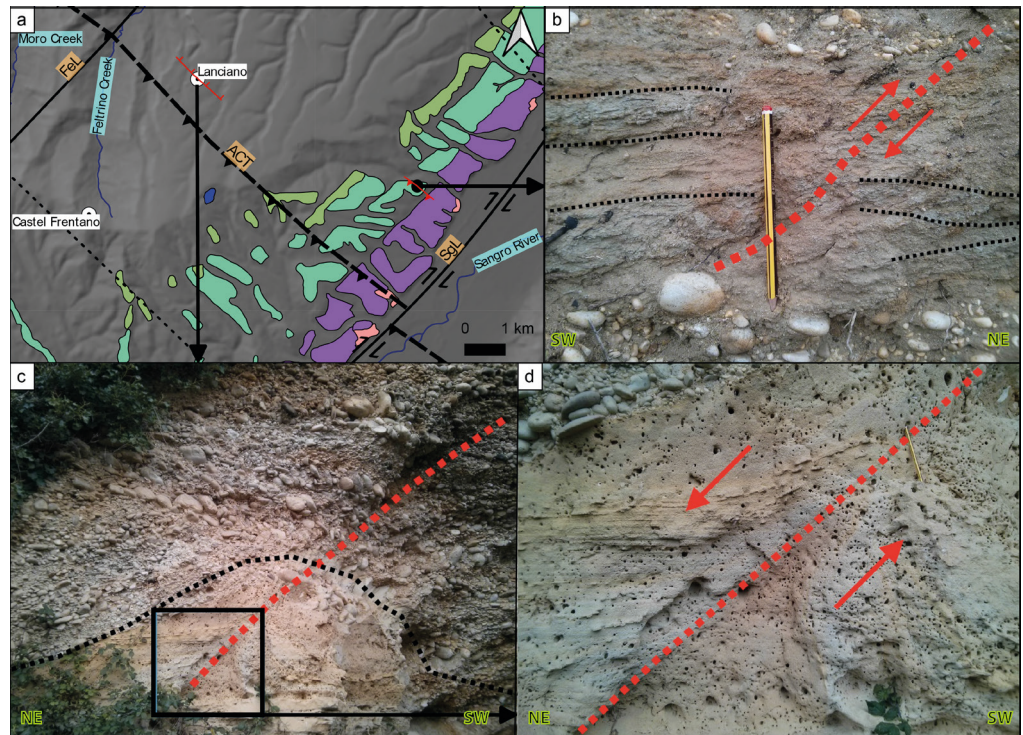 a
Moro Creek
FeL
Feltrino Creek
Lanciano
ACT
Castel Frentano
SgL
Sangro River
0 1 km
b
SW
NE
c
NE
SW
d
NE
SW